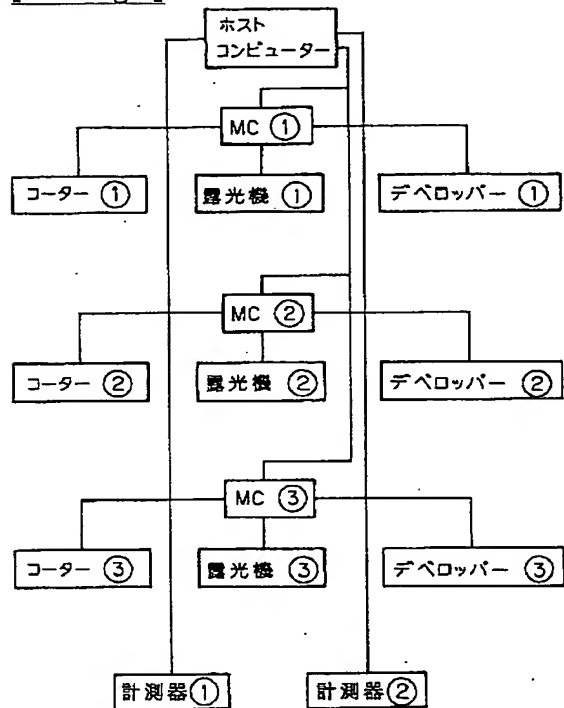 ホスト
コンピューター
MC ①
コーター ①
露光機 ①
デベロッパー ①
MC ②
コーター ②
露光機 ②
デベロッパー ②
MC ③
コーター ③
露光機 ③
デベロッパー ③
計測器①
計測器②